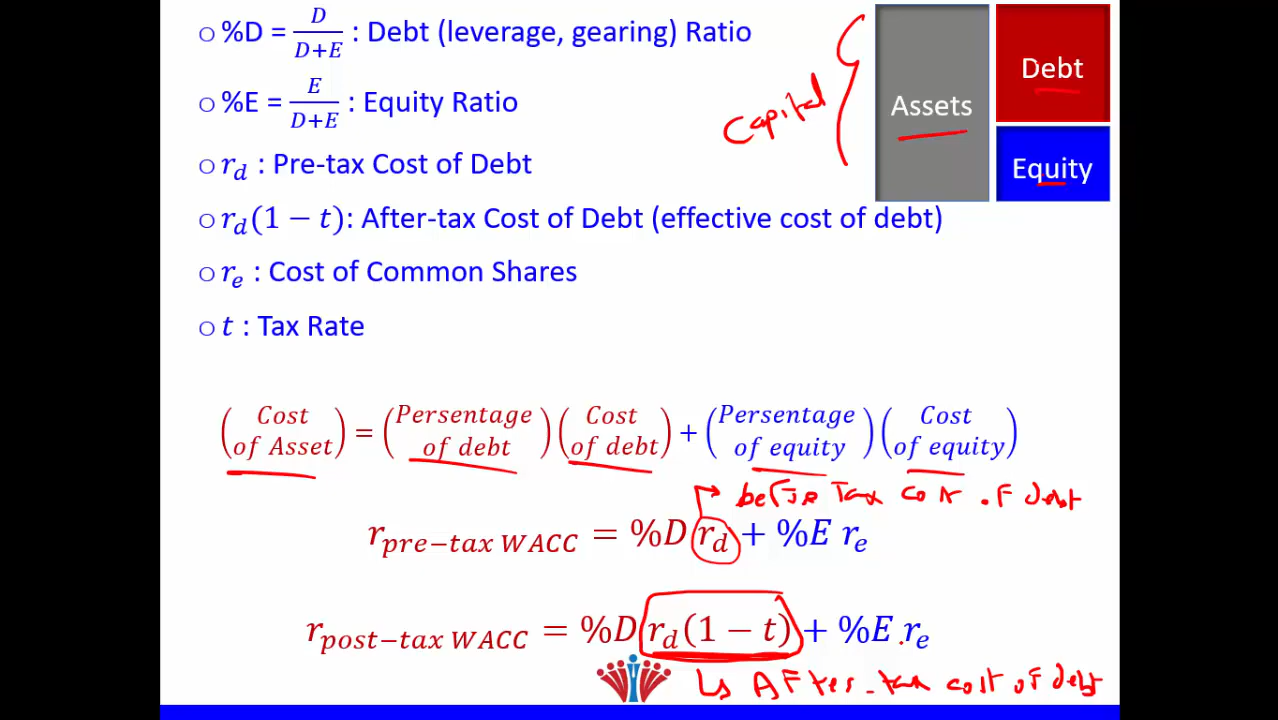 ○ %D = D/(D+E) : Debt (leverage, gearing) Ratio
○ %E = E/(D+E) : Equity Ratio
○ r_d : Pre-tax Cost of Debt
○ r_d(1 − t): After-tax Cost of Debt (effective cost of debt)
○ r_e : Cost of Common Shares
○ t : Tax Rate
Capital
Assets
Debt
Equity
(Cost of Asset) = (Persentage of debt)(Cost of debt) + (Persentage of equity)(Cost of equity)
before Tax cost of debt
r_pre−tax WACC = %D r_d + %E r_e
r_post−tax WACC = %D r_d(1 − t) + %E r_e
After-tax cost of debt